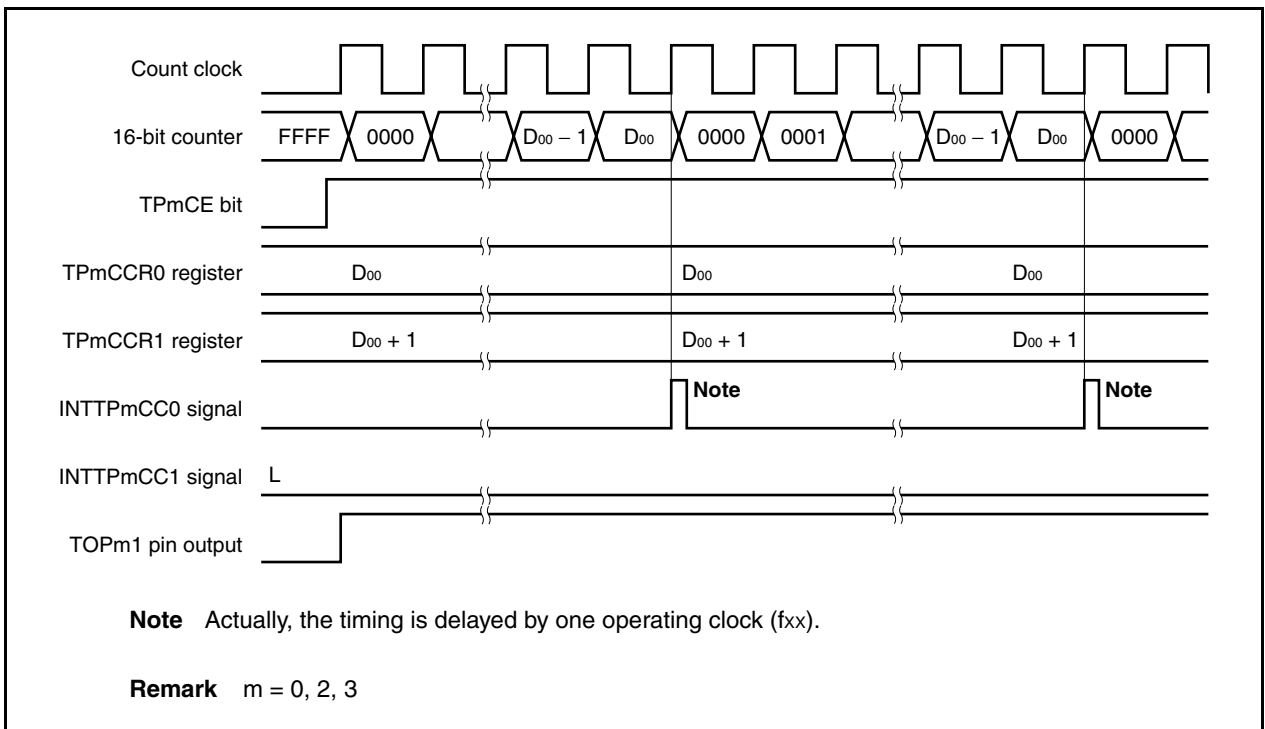 Count clock
16-bit counter FFFF 0000 D00 − 1 D00 0000 0001 D00 − 1 D00 0000
TPmCE bit
TPmCCR0 register D00 D00 D00
TPmCCR1 register D00 + 1 D00 + 1 D00 + 1
INTTPmCC0 signal Note Note
INTTPmCC1 signal L
TOPm1 pin output
Note Actually, the timing is delayed by one operating clock (fxx).
Remark m = 0, 2, 3